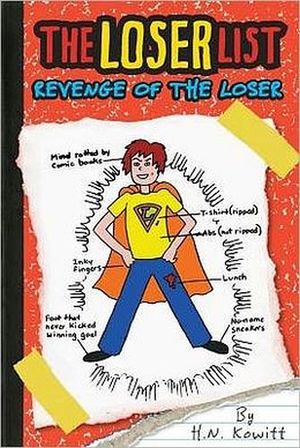 THE LOSER LIST
REVENGE OF THE LOSER
Mind rotted by
comic books
T-shirt (ripped)
Abs (not ripped)
Inky
fingers
Lunch
Foot that
never kicked
winning goal
No-name
sneakers
L
By
H.N. Kowitt